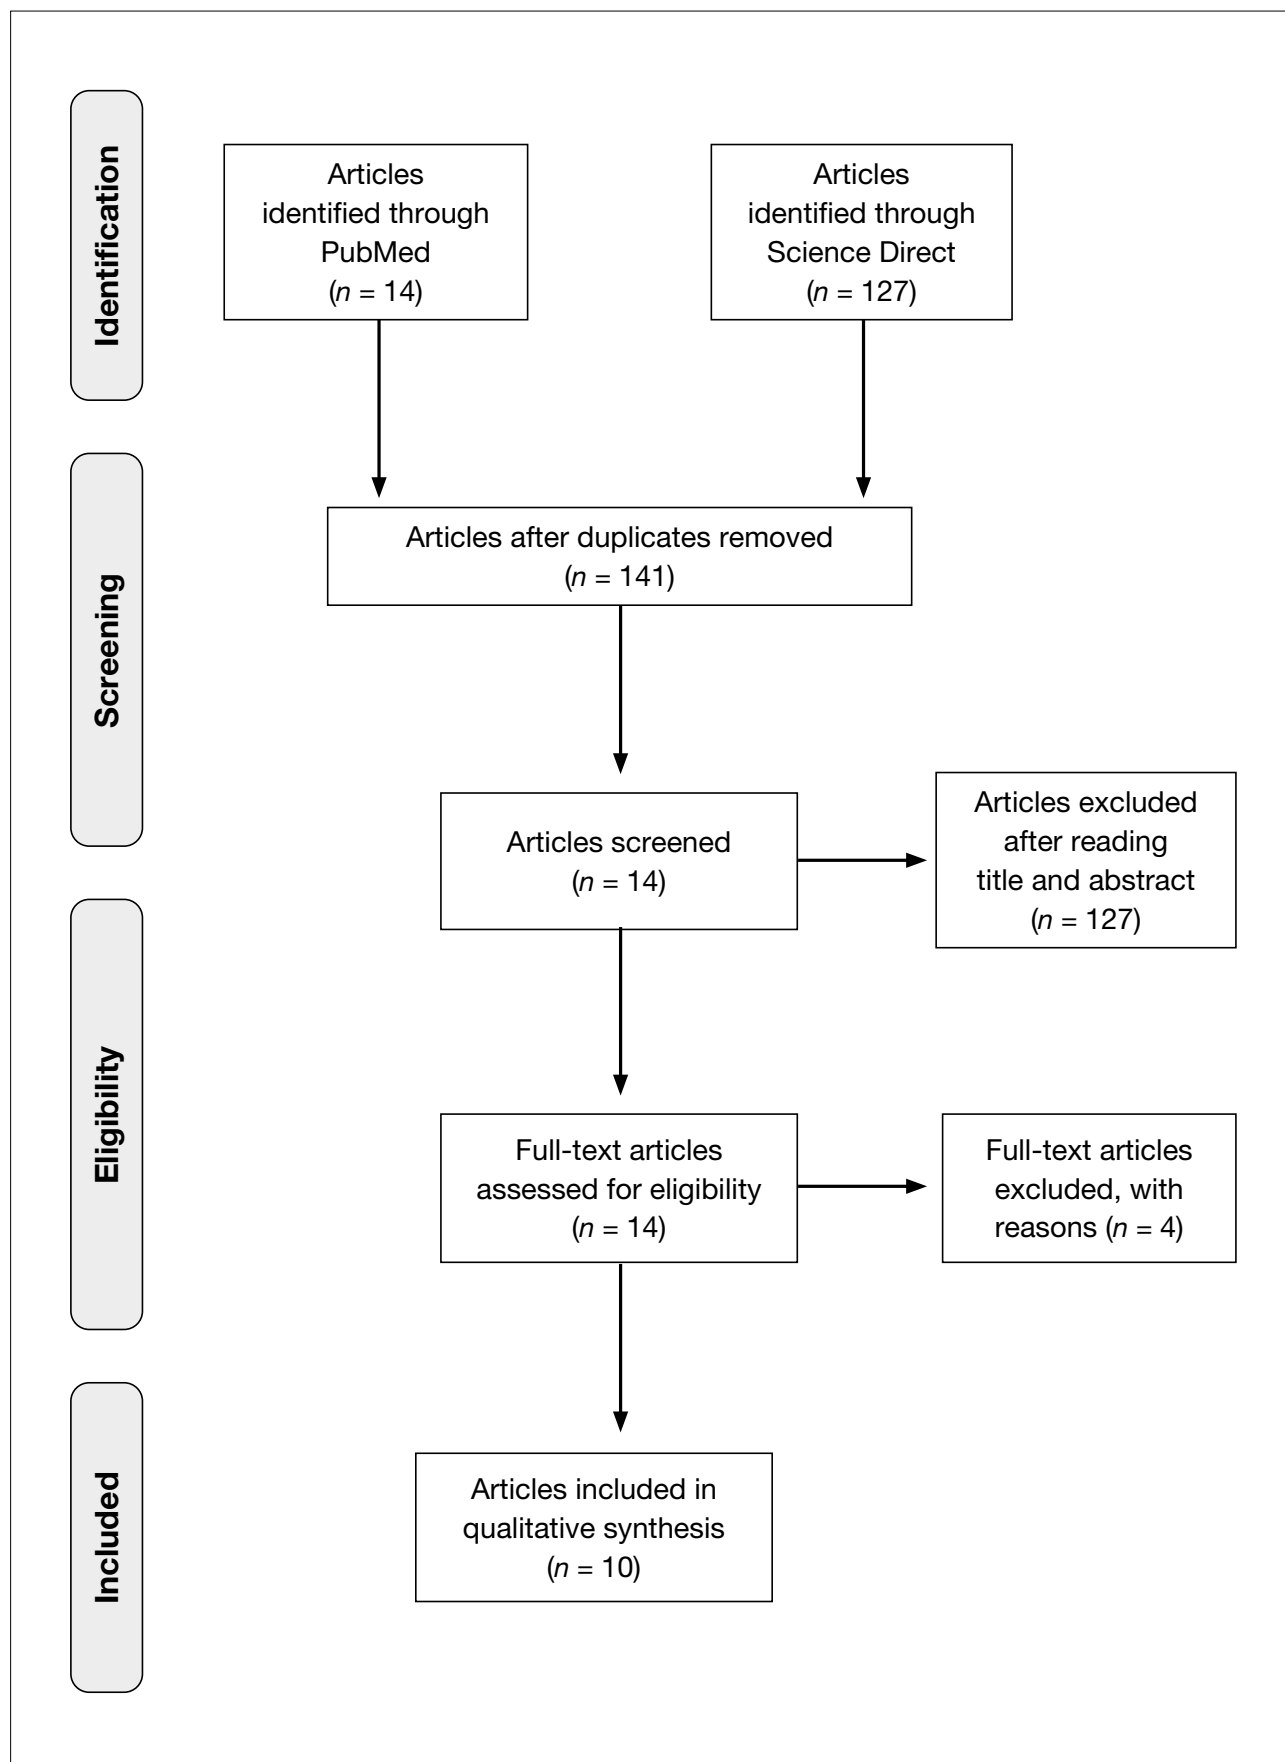 Identification
Articles
identified through
PubMed
(n = 14)
Articles
identified through
Science Direct
(n = 127)
Screening
Articles after duplicates removed
(n = 141)
Articles screened
(n = 14)
Articles excluded
after reading
title and abstract
(n = 127)
Eligibility
Full-text articles
assessed for eligibility
(n = 14)
Full-text articles
excluded, with
reasons (n = 4)
Included
Articles included in
qualitative synthesis
(n = 10)